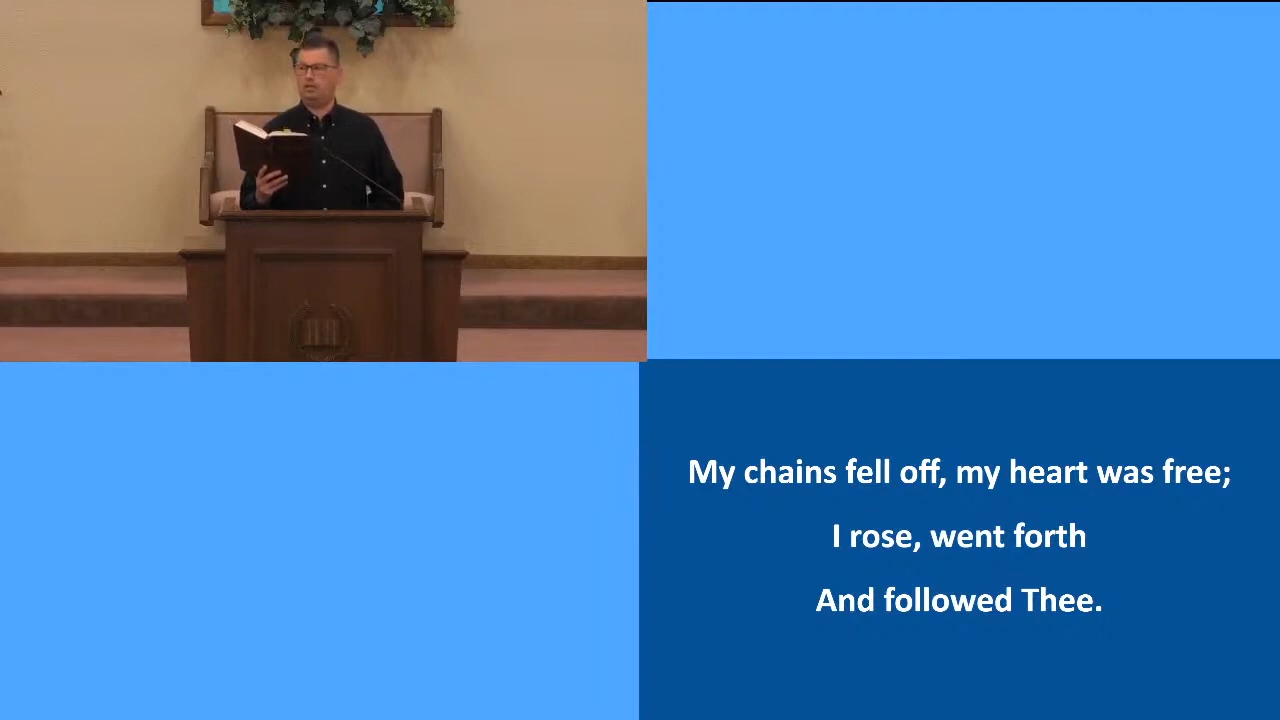 My chains fell off, my heart was free;
I rose, went forth
And followed Thee.